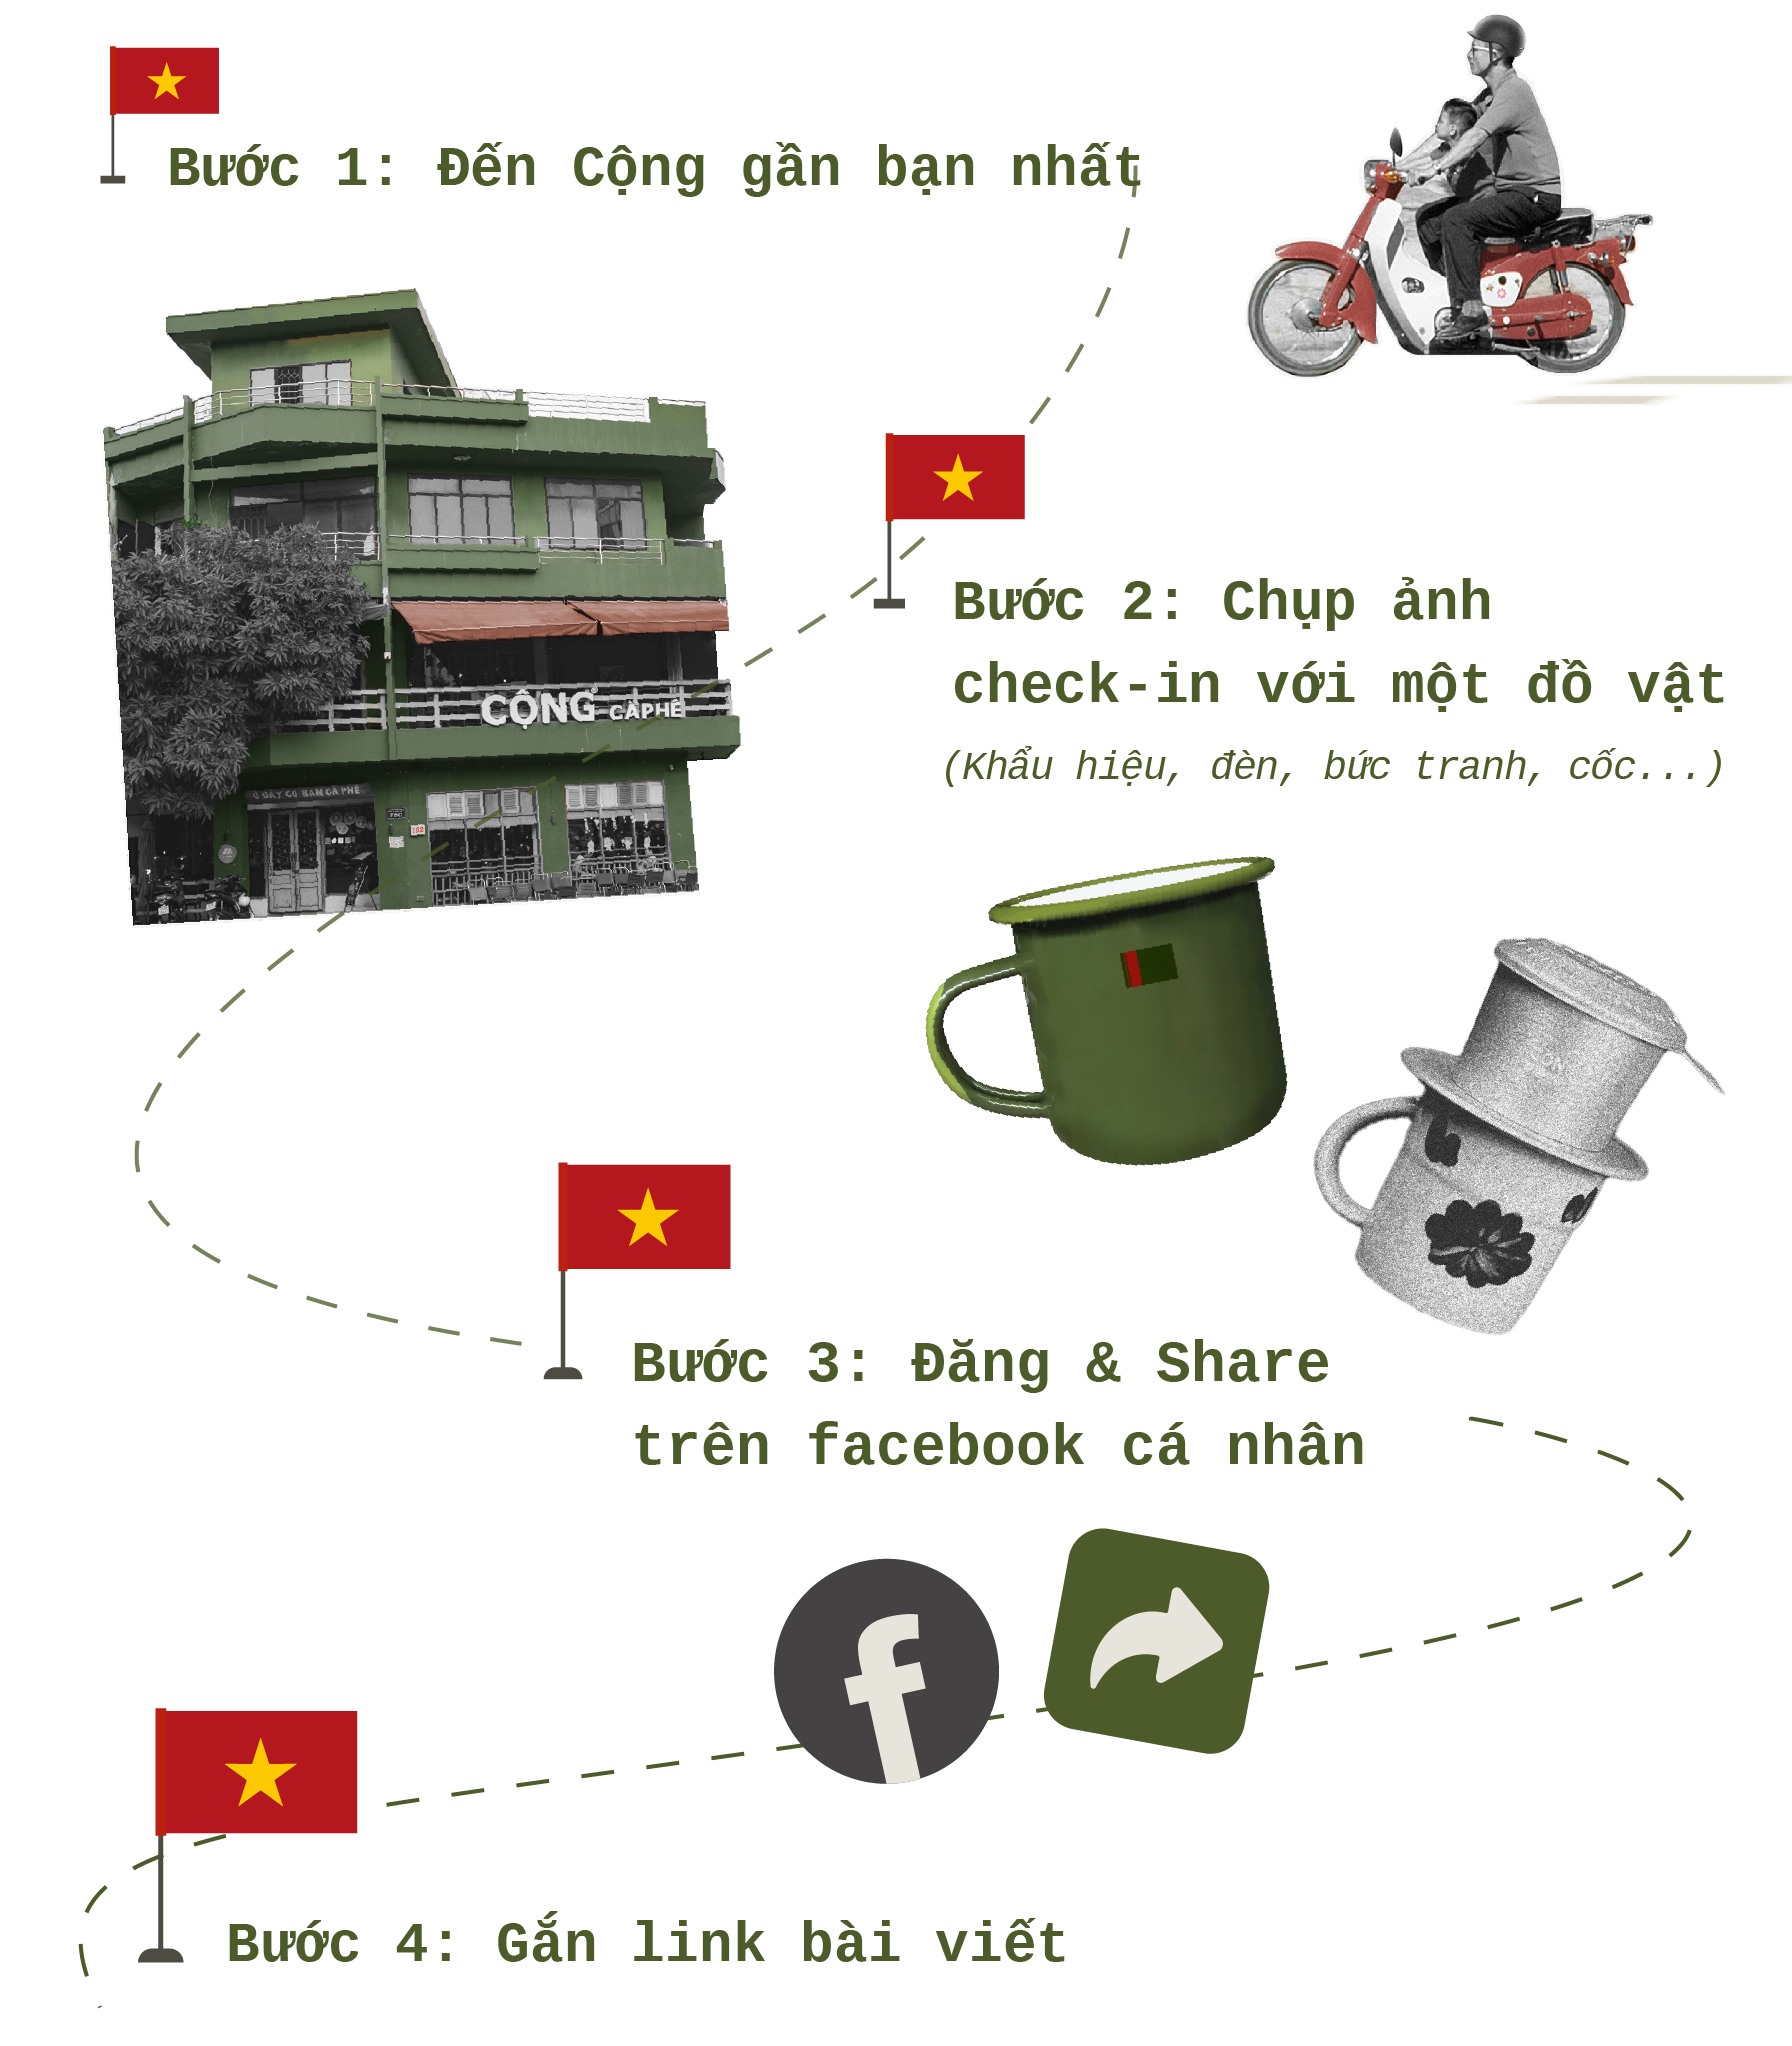 Bước 1: Đến Cộng gần bạn nhất
CỘNG CÀPHÊ
152
Bước 2: Chụp ảnh
check-in với một đồ vật
(Khẩu hiệu, đèn, bức tranh, cốc...)
Bước 3: Đăng & Share
trên facebook cá nhân
f
Bước 4: Gắn link bài viết